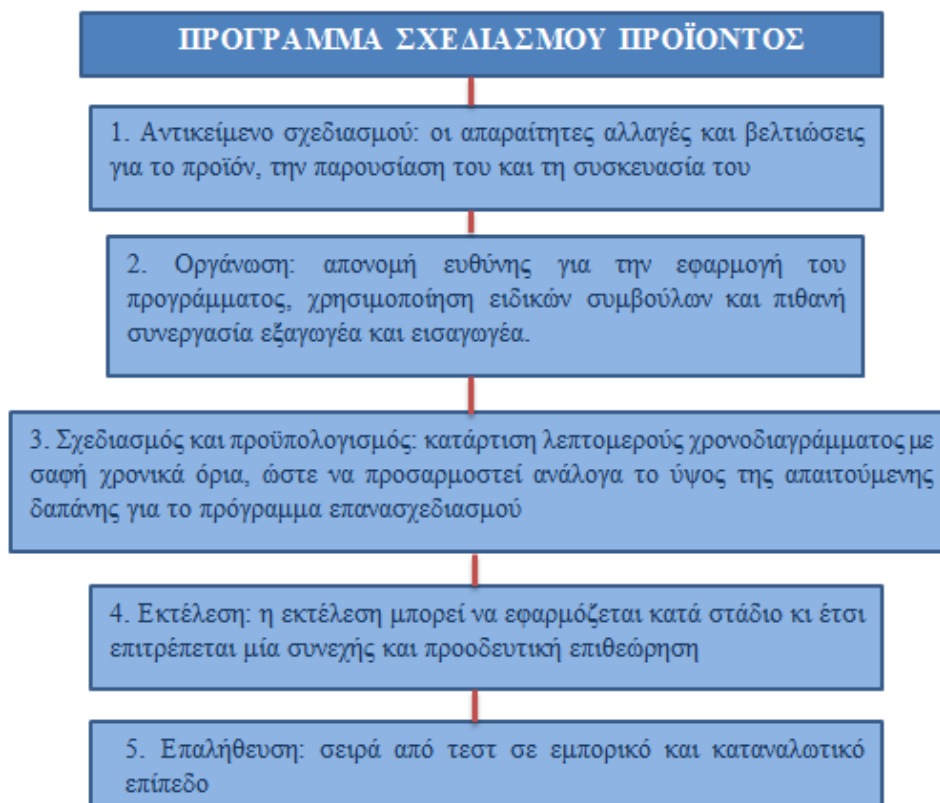 ΠΡΟΓΡΑΜΜΑ ΣΧΕΔΙΑΣΜΟΥ ΠΡΟΪΟΝΤΟΣ
1. Αντικείμενο σχεδιασμού: οι απαραίτητες αλλαγές και βελτιώσεις
για το προϊόν, την παρουσίαση του και τη συσκευασία του
2. Οργάνωση: απονομή ευθύνης για την εφαρμογή του
προγράμματος, χρησιμοποίηση ειδικών συμβούλων και πιθανή
συνεργασία εξαγωγέα και εισαγωγέα.
3. Σχεδιασμός και προϋπολογισμός: κατάρτιση λεπτομερούς χρονοδιαγράμματος με
σαφή χρονικά όρια, ώστε να προσαρμοστεί ανάλογα το ύψος της απαιτούμενης
δαπάνης για το πρόγραμμα επανασχεδιασμού
4. Εκτέλεση: η εκτέλεση μπορεί να εφαρμόζεται κατά στάδιο κι έτσι
επιτρέπεται μία συνεχής και προοδευτική επιθεώρηση
5. Επαλήθευση: σειρά από τεστ σε εμπορικό και καταναλωτικό
επίπεδο